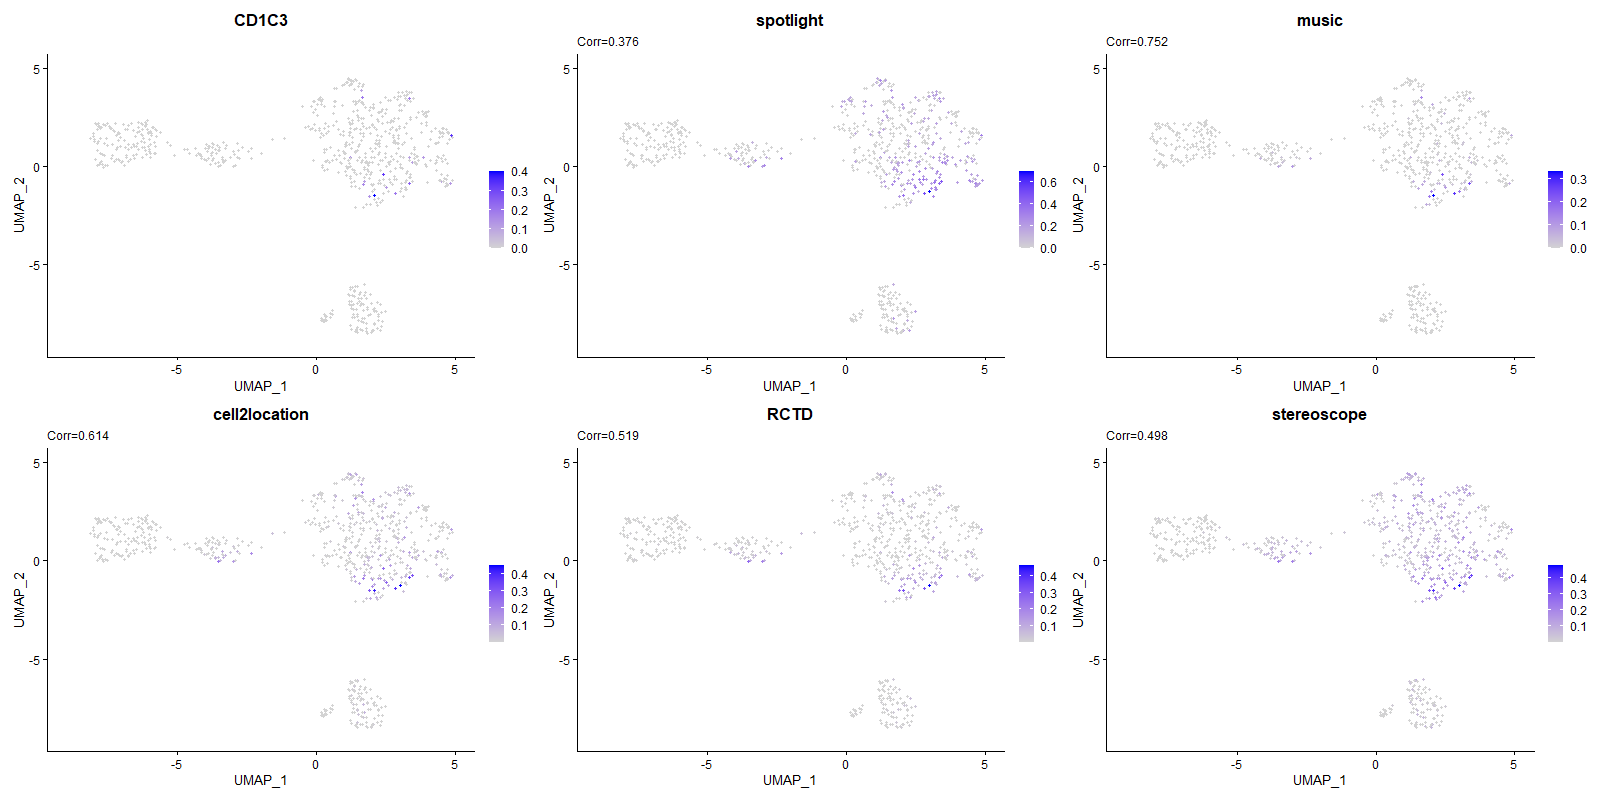 CD1C3
spotlight
music
Corr=0.376
Corr=0.752
5
0
-5
UMAP_2
0.4
0.3
0.2
0.1
0.0
-5
0
5
UMAP_1
5
0
-5
UMAP_2
0.6
0.4
0.2
0.0
-5
0
5
UMAP_1
5
0
-5
UMAP_2
0.3
0.2
0.1
0.0
-5
0
5
UMAP_1
cell2location
RCTD
stereoscope
Corr=0.614
Corr=0.519
Corr=0.498
5
0
-5
UMAP_2
0.4
0.3
0.2
0.1
-5
0
5
UMAP_1
5
0
-5
UMAP_2
0.4
0.3
0.2
0.1
-5
0
5
UMAP_1
5
0
-5
UMAP_2
0.4
0.3
0.2
0.1
-5
0
5
UMAP_1